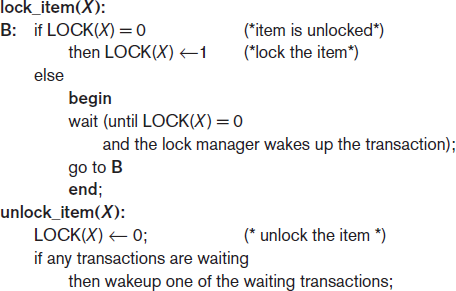 lock_item(X):
B: if LOCK(X) = 0 (*item is unlocked*)
then LOCK(X) ←1 (*lock the item*)
else
begin
wait (until LOCK(X) = 0
and the lock manager wakes up the transaction);
go to B
end;
unlock_item(X):
LOCK(X) ← 0; (* unlock the item *)
if any transactions are waiting
then wakeup one of the waiting transactions;